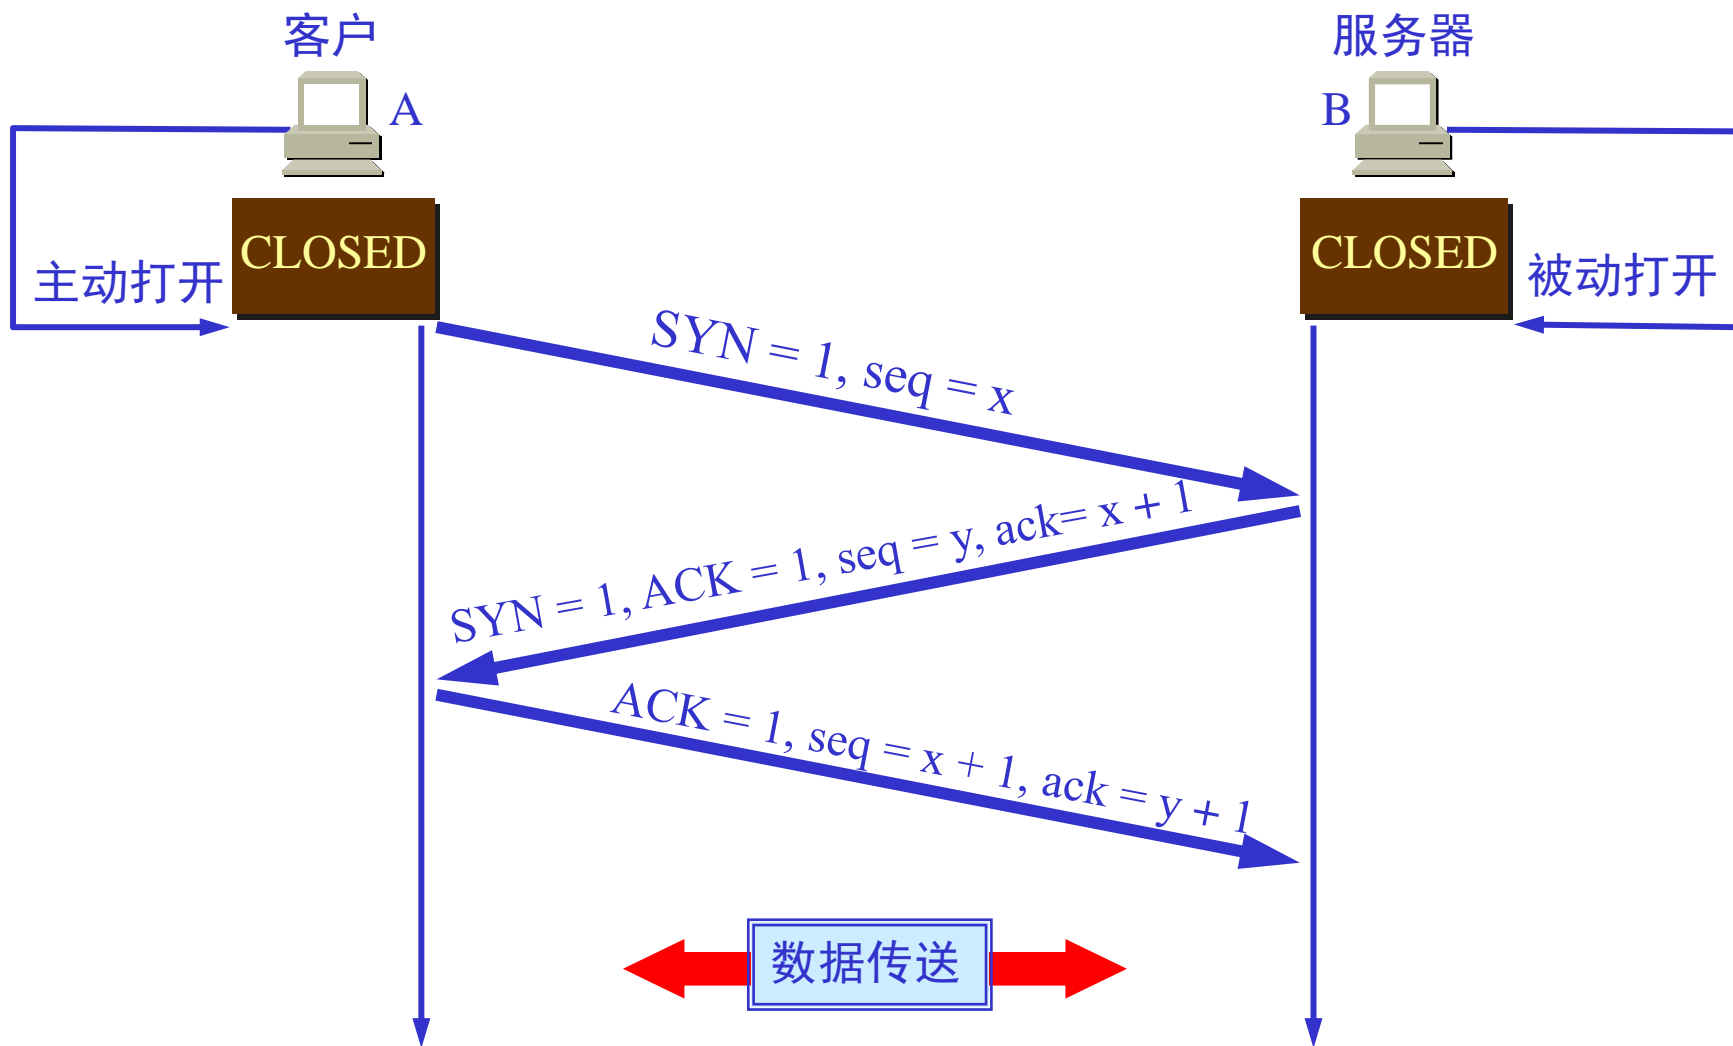 客户
服务器
A
B
CLOSED
CLOSED
主动打开
被动打开
SYN = 1, seq = x
SYN = 1, ACK = 1, seq = y, ack= x + 1
ACK = 1, seq = x + 1, ack = y + 1
数据传送